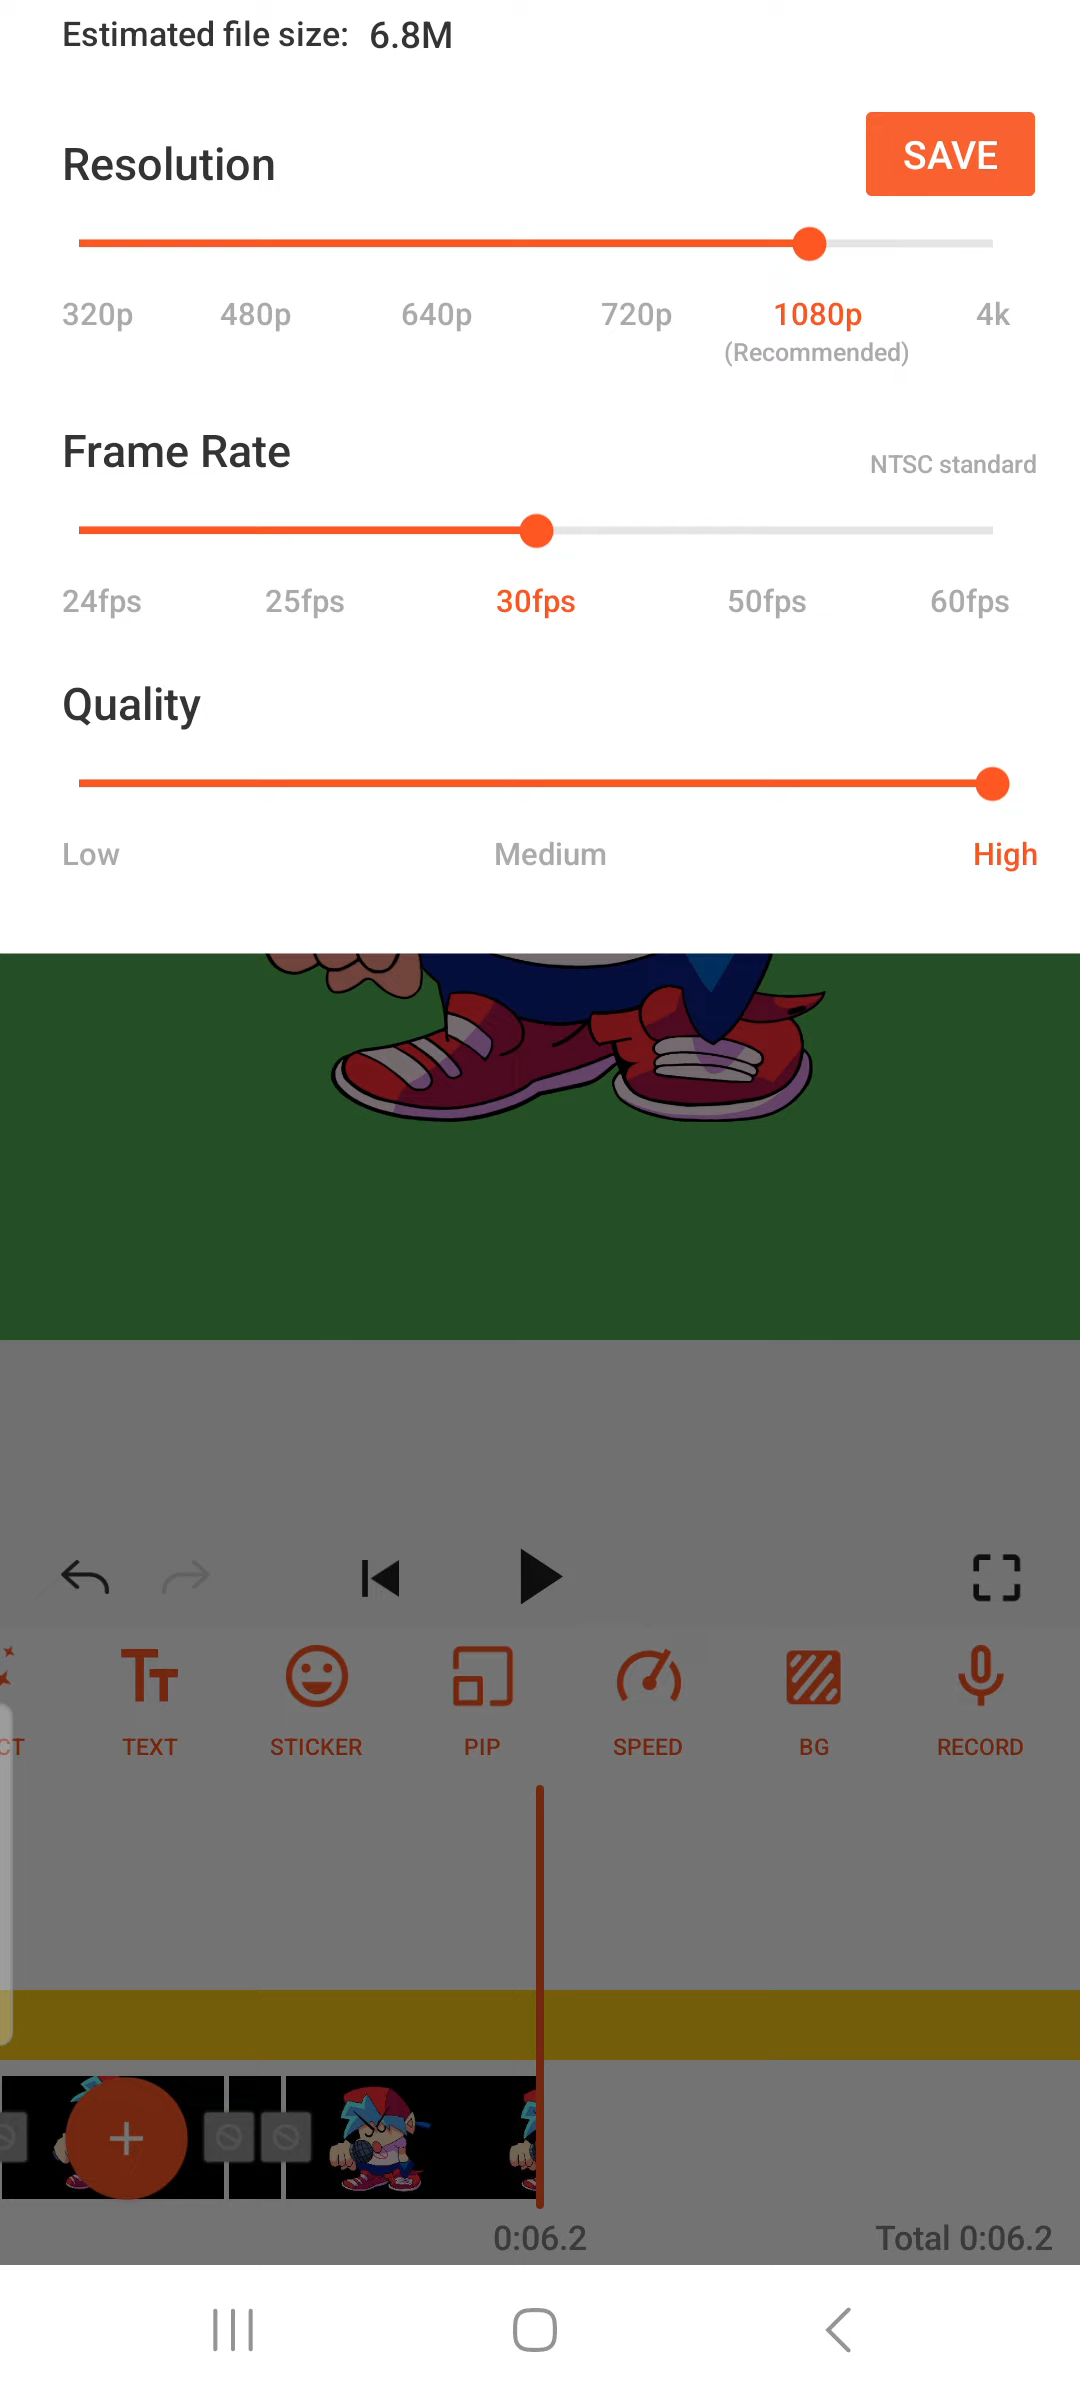 Estimated file size: 6.8M
Resolution
SAVE
320p 480p 640p 720p 1080p 4k
(Recommended)
Frame Rate
NTSC standard
24fps 25fps 30fps 50fps 60fps
Quality
Low Medium High
CT TEXT STICKER PIP SPEED BG RECORD
0:06.2 Total 0:06.2